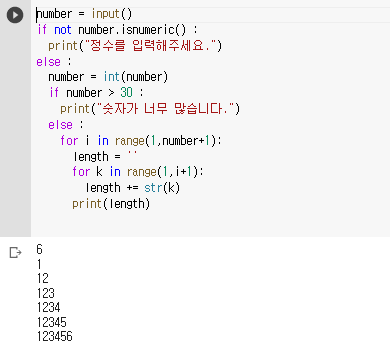 number = input()
if not number.isnumeric() :
  print("정수를 입력해주세요.")
else :
  number = int(number)
  if number > 30 :
    print("숫자가 너무 많습니다.")
  else :
    for i in range(1,number+1):
      length = ''
      for k in range(1,i+1):
        length += str(k)
      print(length)
6
1
12
123
1234
12345
123456